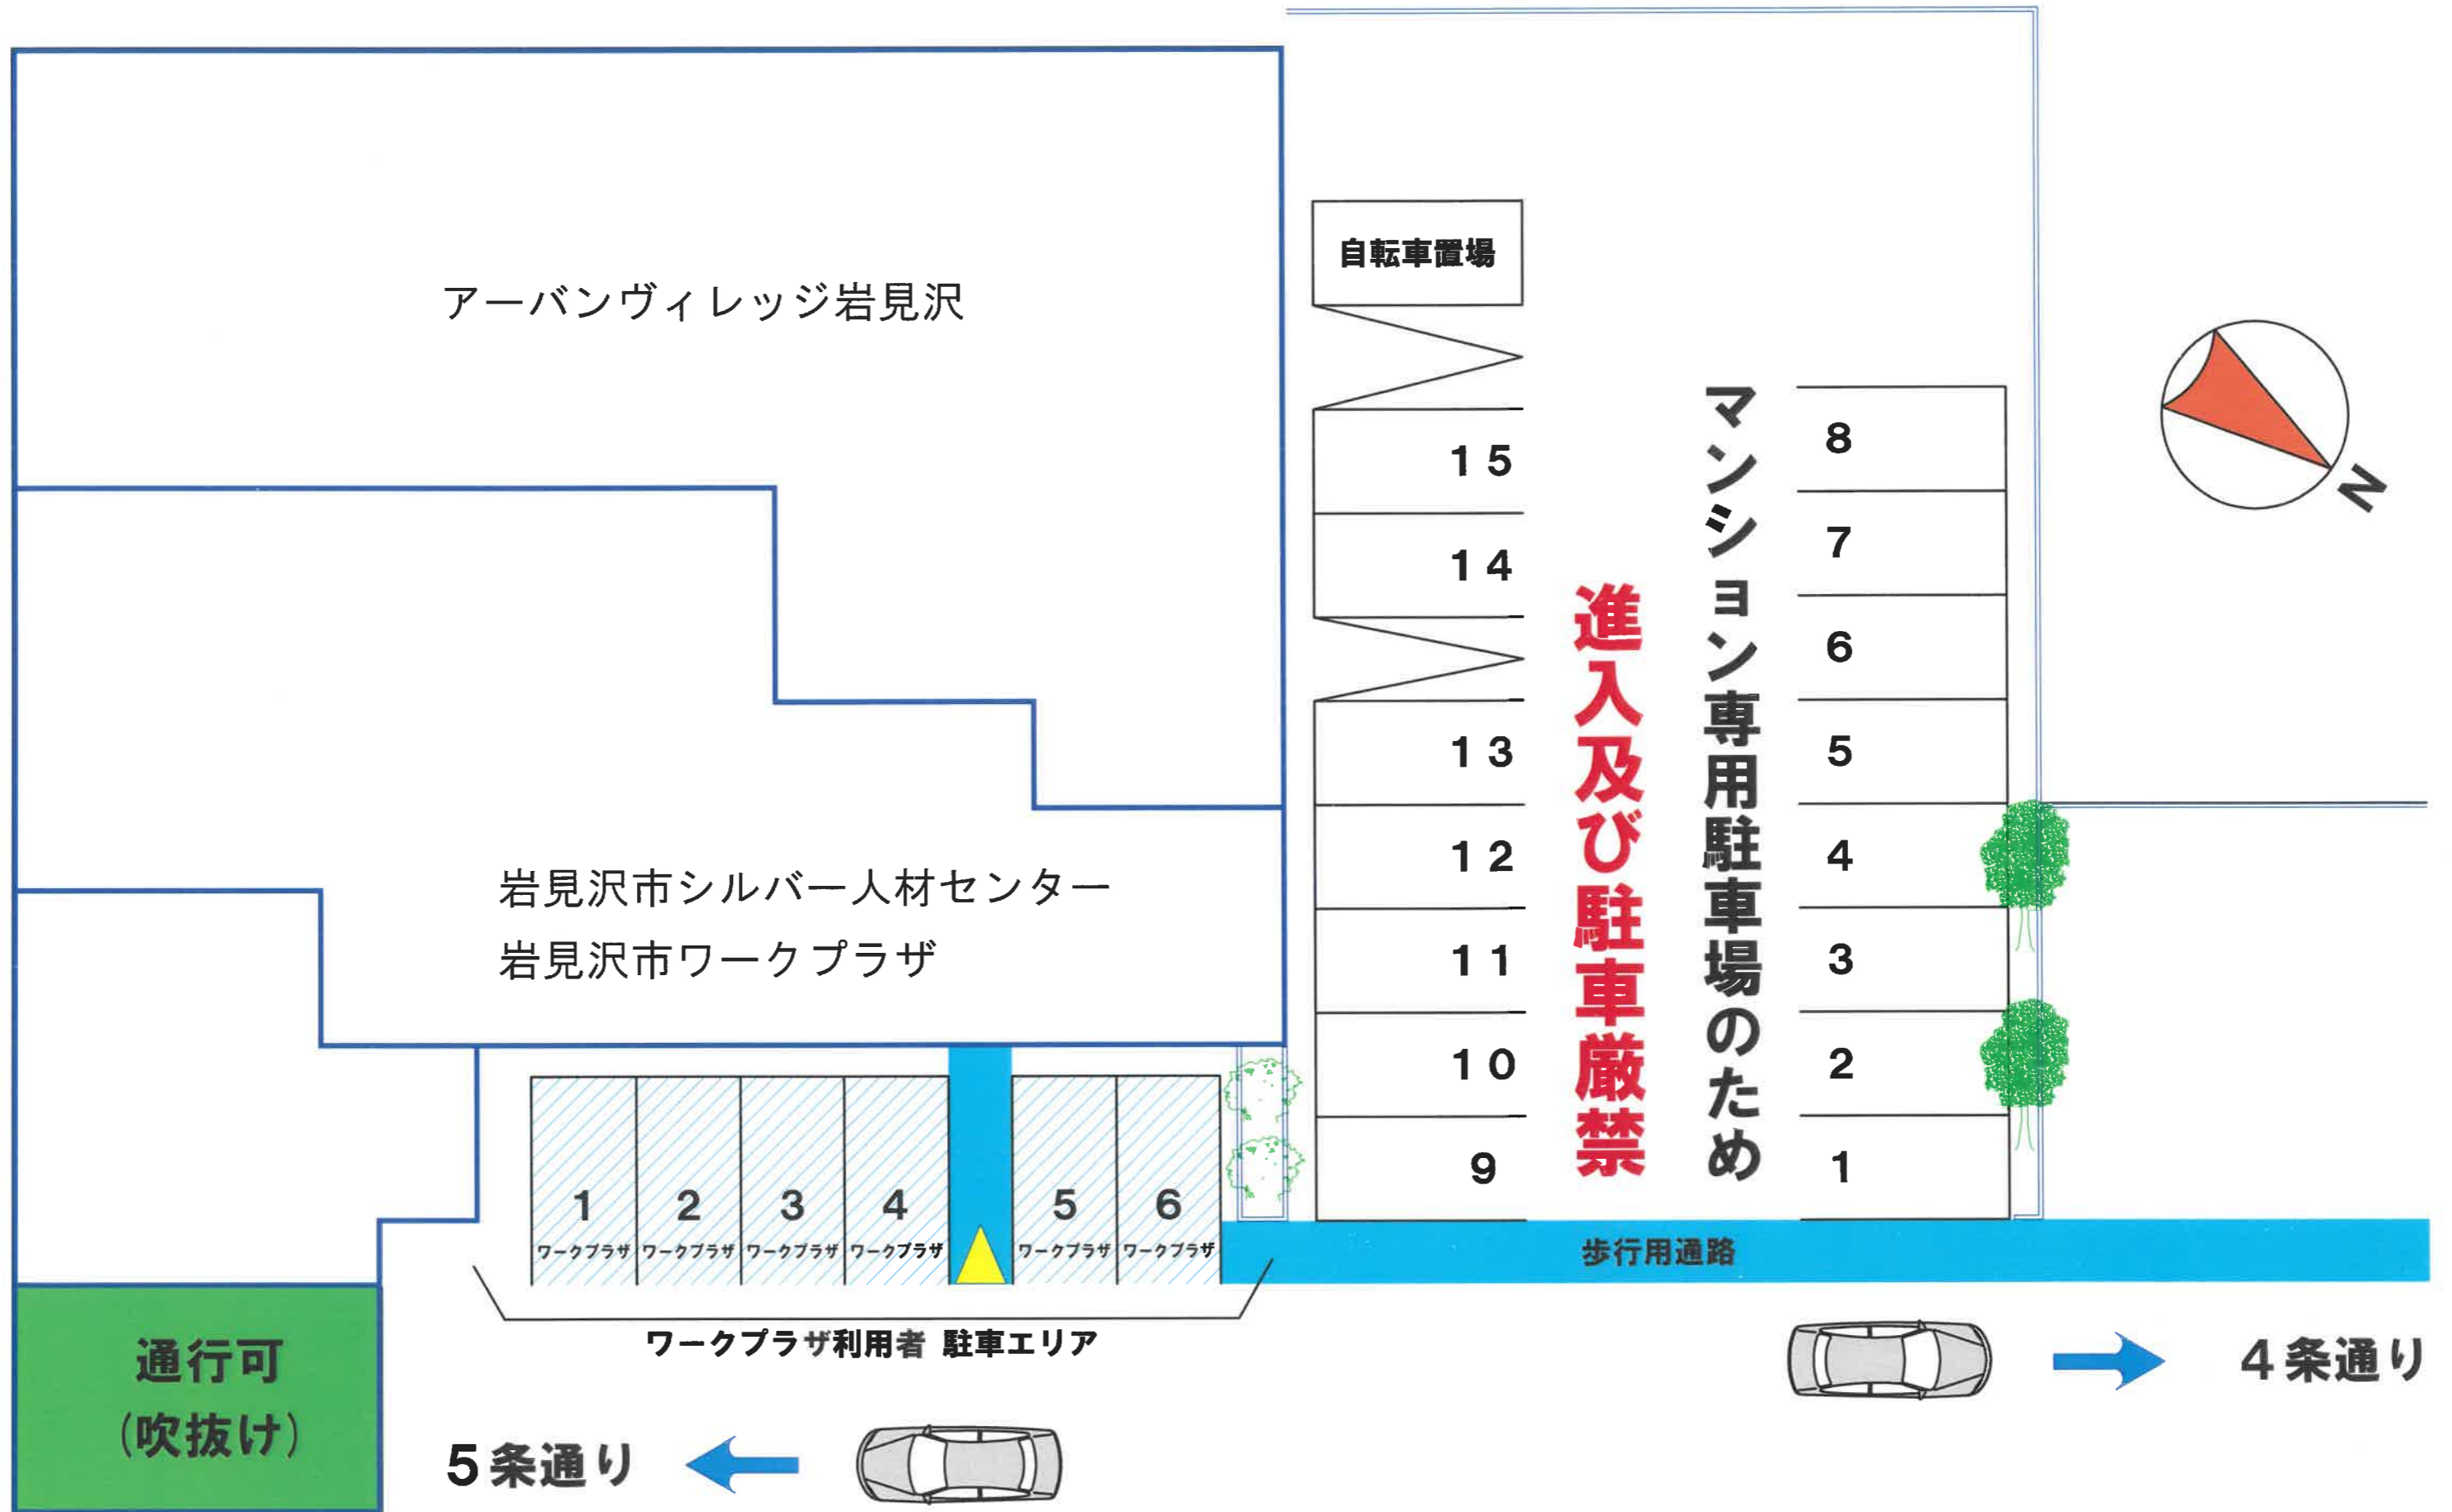 アーバンヴィレッジ岩見沢
岩見沢市シルバー人材センター
岩見沢市ワークプラザ
自転車置場
15
14
13
12
11
10
9
進入及び駐車厳禁
マンション専用駐車場のため
8
7
6
5
4
3
2
1
N
1
ワークプラザ
2
ワークプラザ
3
ワークプラザ
4
ワークプラザ
5
ワークプラザ
6
ワークプラザ
歩行用通路
ワークプラザ利用者 駐車エリア
通行可
(吹抜け)
5条通り
4条通り